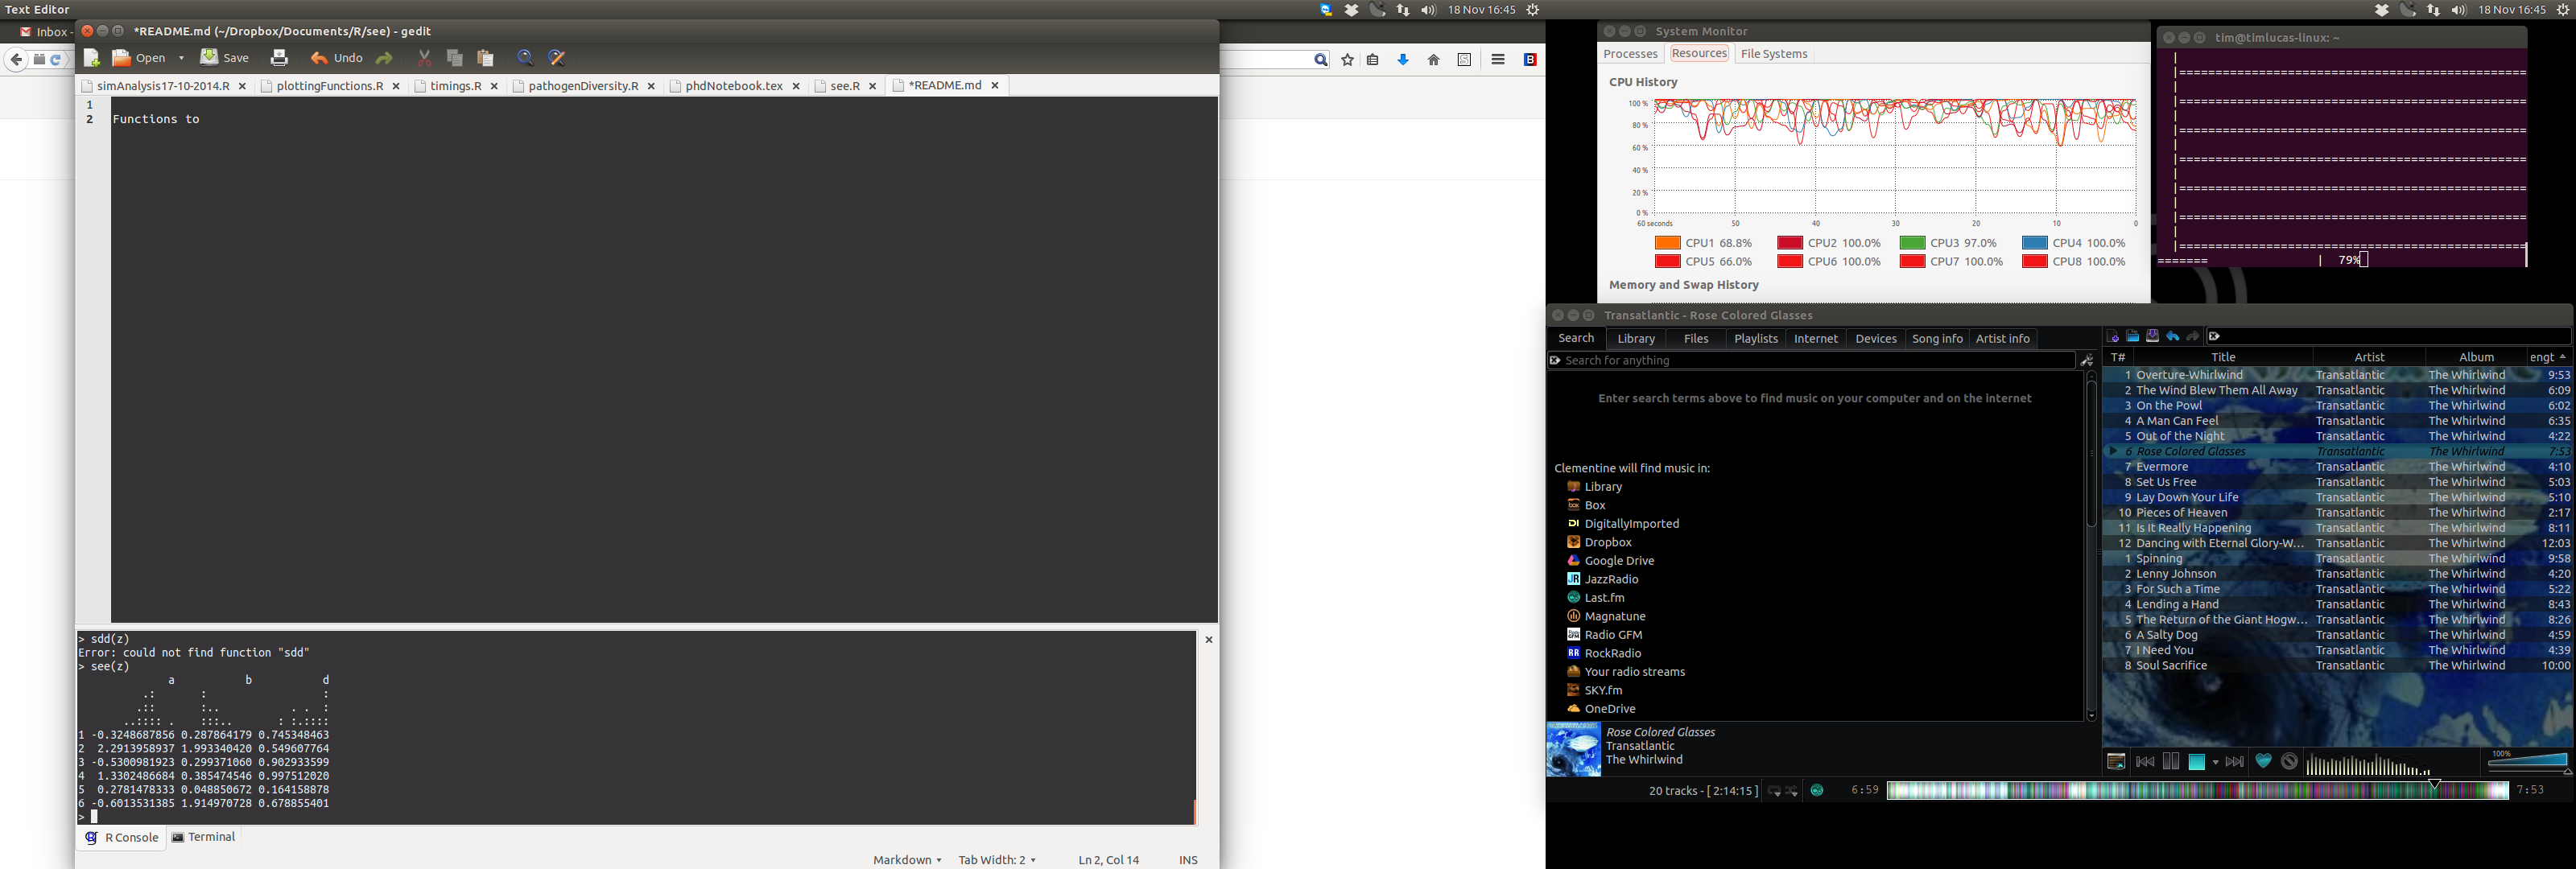 Text Editor
18 Nov 16:45
18 Nov 16:45
Inbox -
*README.md (~/Dropbox/Documents/R/see) - gedit
Open Save Undo
simAnalysis17-10-2014.R plottingFunctions.R timings.R pathogenDiversity.R phdNotebook.tex see.R *README.md
1
2 Functions to
> sdd(z)
Error: could not find function "sdd"
> see(z)
a b d
.: : :
.:: :.. . . :
..:::: . :::.. : :.::::
1 -0.3248687856 0.287864179 0.745348463
2 2.2913958937 1.993340420 0.549607764
3 -0.5300981923 0.299371060 0.902933599
4 1.3302486684 0.385474546 0.997512020
5 0.2781478333 0.048850672 0.164158878
6 -0.6013531385 1.914970728 0.678855401
>
R Console Terminal
Markdown Tab Width: 2 Ln 2, Col 14 INS
System Monitor
Processes Resources File Systems
CPU History
100 %
80 %
60 %
40 %
20 %
0 %
60 seconds 50 40 30 20 10 0
CPU1 68.8% CPU2 100.0% CPU3 97.0% CPU4 100.0%
CPU5 66.0% CPU6 100.0% CPU7 100.0% CPU8 100.0%
Memory and Swap History
tim@timlucas-linux: ~
|
|================================================
|
|================================================
|
|================================================
|
|================================================
|
|================================================
|
|================================================
|
|================================================
======= | 79%
Transatlantic - Rose Colored Glasses
Search Library Files Playlists Internet Devices Song info Artist info
Search for anything
Enter search terms above to find music on your computer and on the internet
Clementine will find music in:
Library
Box
DigitallyImported
Dropbox
Google Drive
JazzRadio
Last.fm
Magnatune
Radio GFM
RockRadio
Your radio streams
SKY.fm
OneDrive
T# Title Artist Album engt
1 Overture-Whirlwind Transatlantic The Whirlwind 9:53
2 The Wind Blew Them All Away Transatlantic The Whirlwind 6:09
3 On the Powl Transatlantic The Whirlwind 6:02
4 A Man Can Feel Transatlantic The Whirlwind 6:35
5 Out of the Night Transatlantic The Whirlwind 4:22
6 Rose Colored Glasses Transatlantic The Whirlwind 7:53
7 Evermore Transatlantic The Whirlwind 4:10
8 Set Us Free Transatlantic The Whirlwind 5:03
9 Lay Down Your Life Transatlantic The Whirlwind 5:10
10 Pieces of Heaven Transatlantic The Whirlwind 2:17
11 Is It Really Happening Transatlantic The Whirlwind 8:11
12 Dancing with Eternal Glory-W... Transatlantic The Whirlwind 12:03
1 Spinning Transatlantic The Whirlwind 9:58
2 Lenny Johnson Transatlantic The Whirlwind 4:20
3 For Such a Time Transatlantic The Whirlwind 5:22
4 Lending a Hand Transatlantic The Whirlwind 8:43
5 The Return of the Giant Hogw... Transatlantic The Whirlwind 8:26
6 A Salty Dog Transatlantic The Whirlwind 4:59
7 I Need You Transatlantic The Whirlwind 4:39
8 Soul Sacrifice Transatlantic The Whirlwind 10:00
Rose Colored Glasses
Transatlantic
The Whirlwind
100%
20 tracks - [ 2:14:15 ] 6:59 7:53